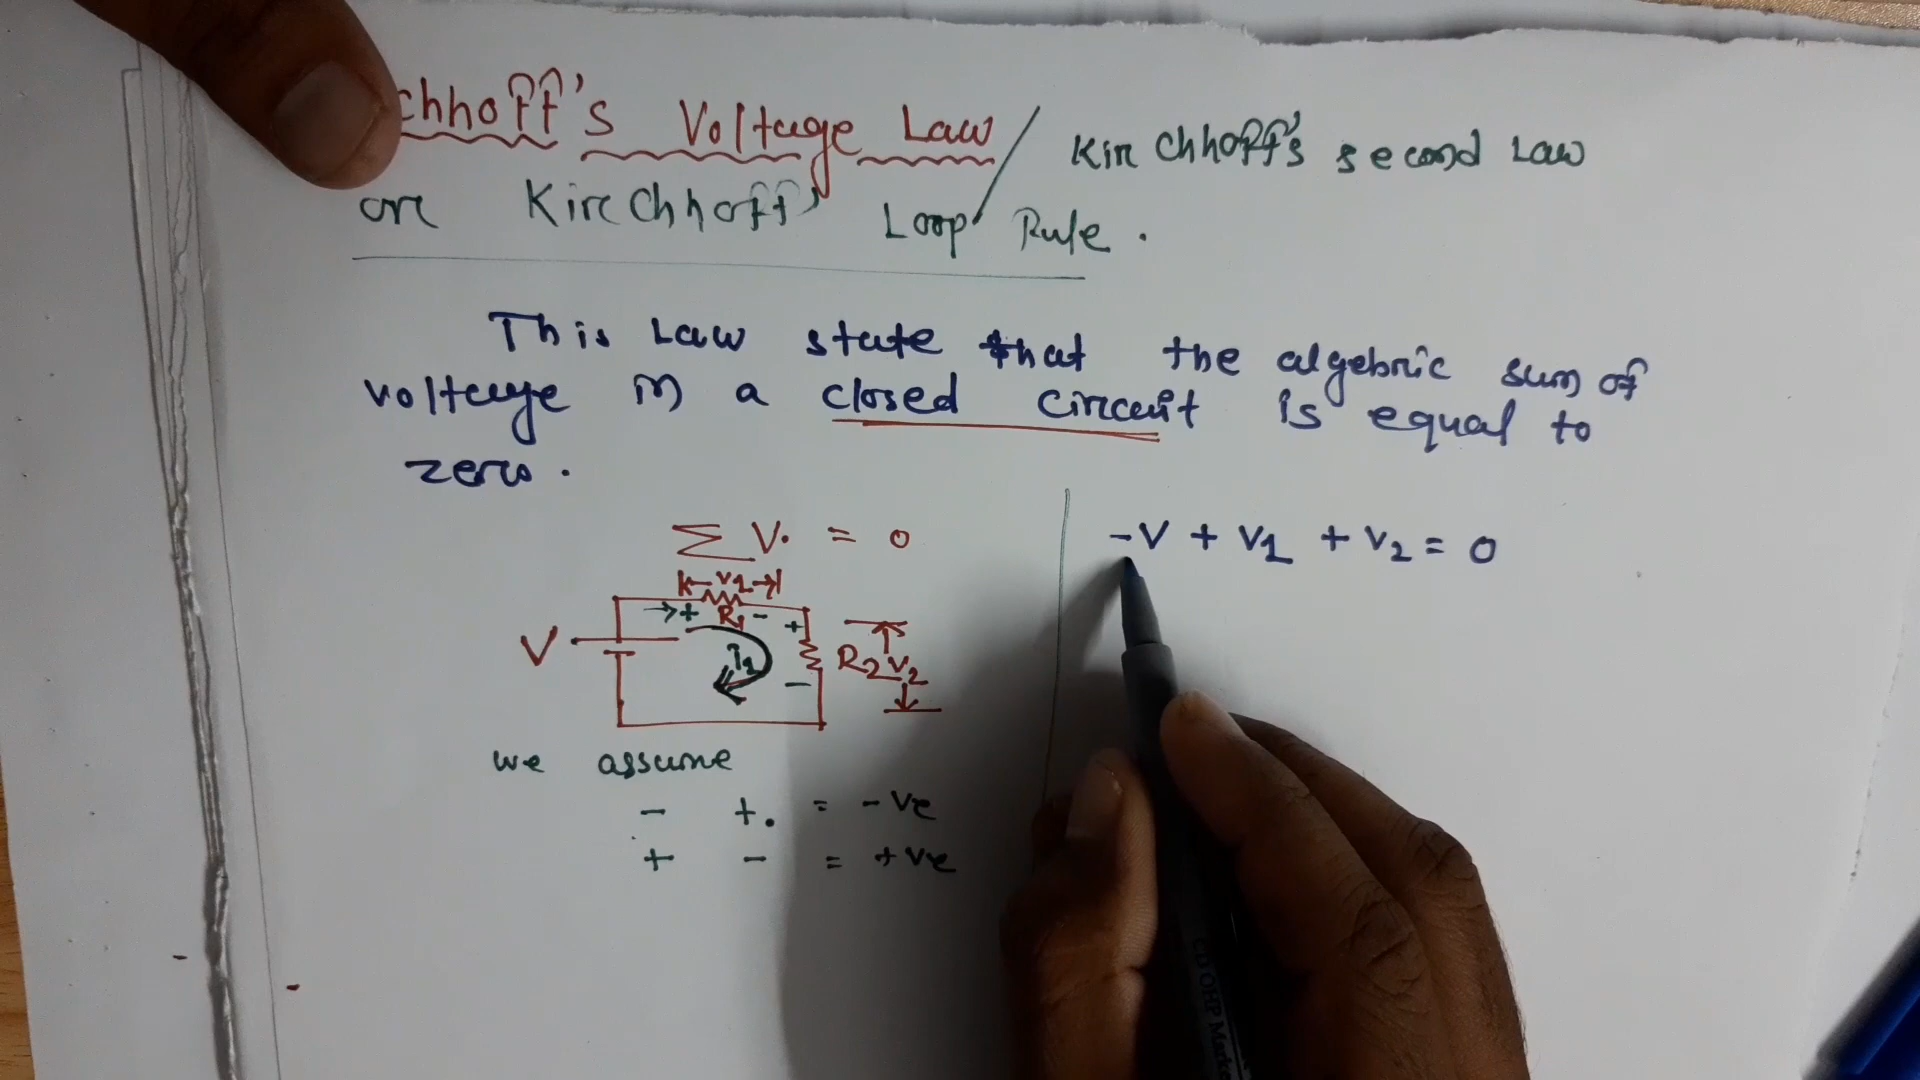 chhoff's Voltage Law / Kirchhoff's second Law
or Kirchhoff' Loop Rule.
This Law state that the algebric sum of
voltage in a closed circuit is equal to
zero.
Σ V. = 0
V1
+ R1 -
V
I1
+
-
R2
V2
we assume
- +. = -ve
+ - = +ve
-V + V1 + V2 = 0
OHP Marke